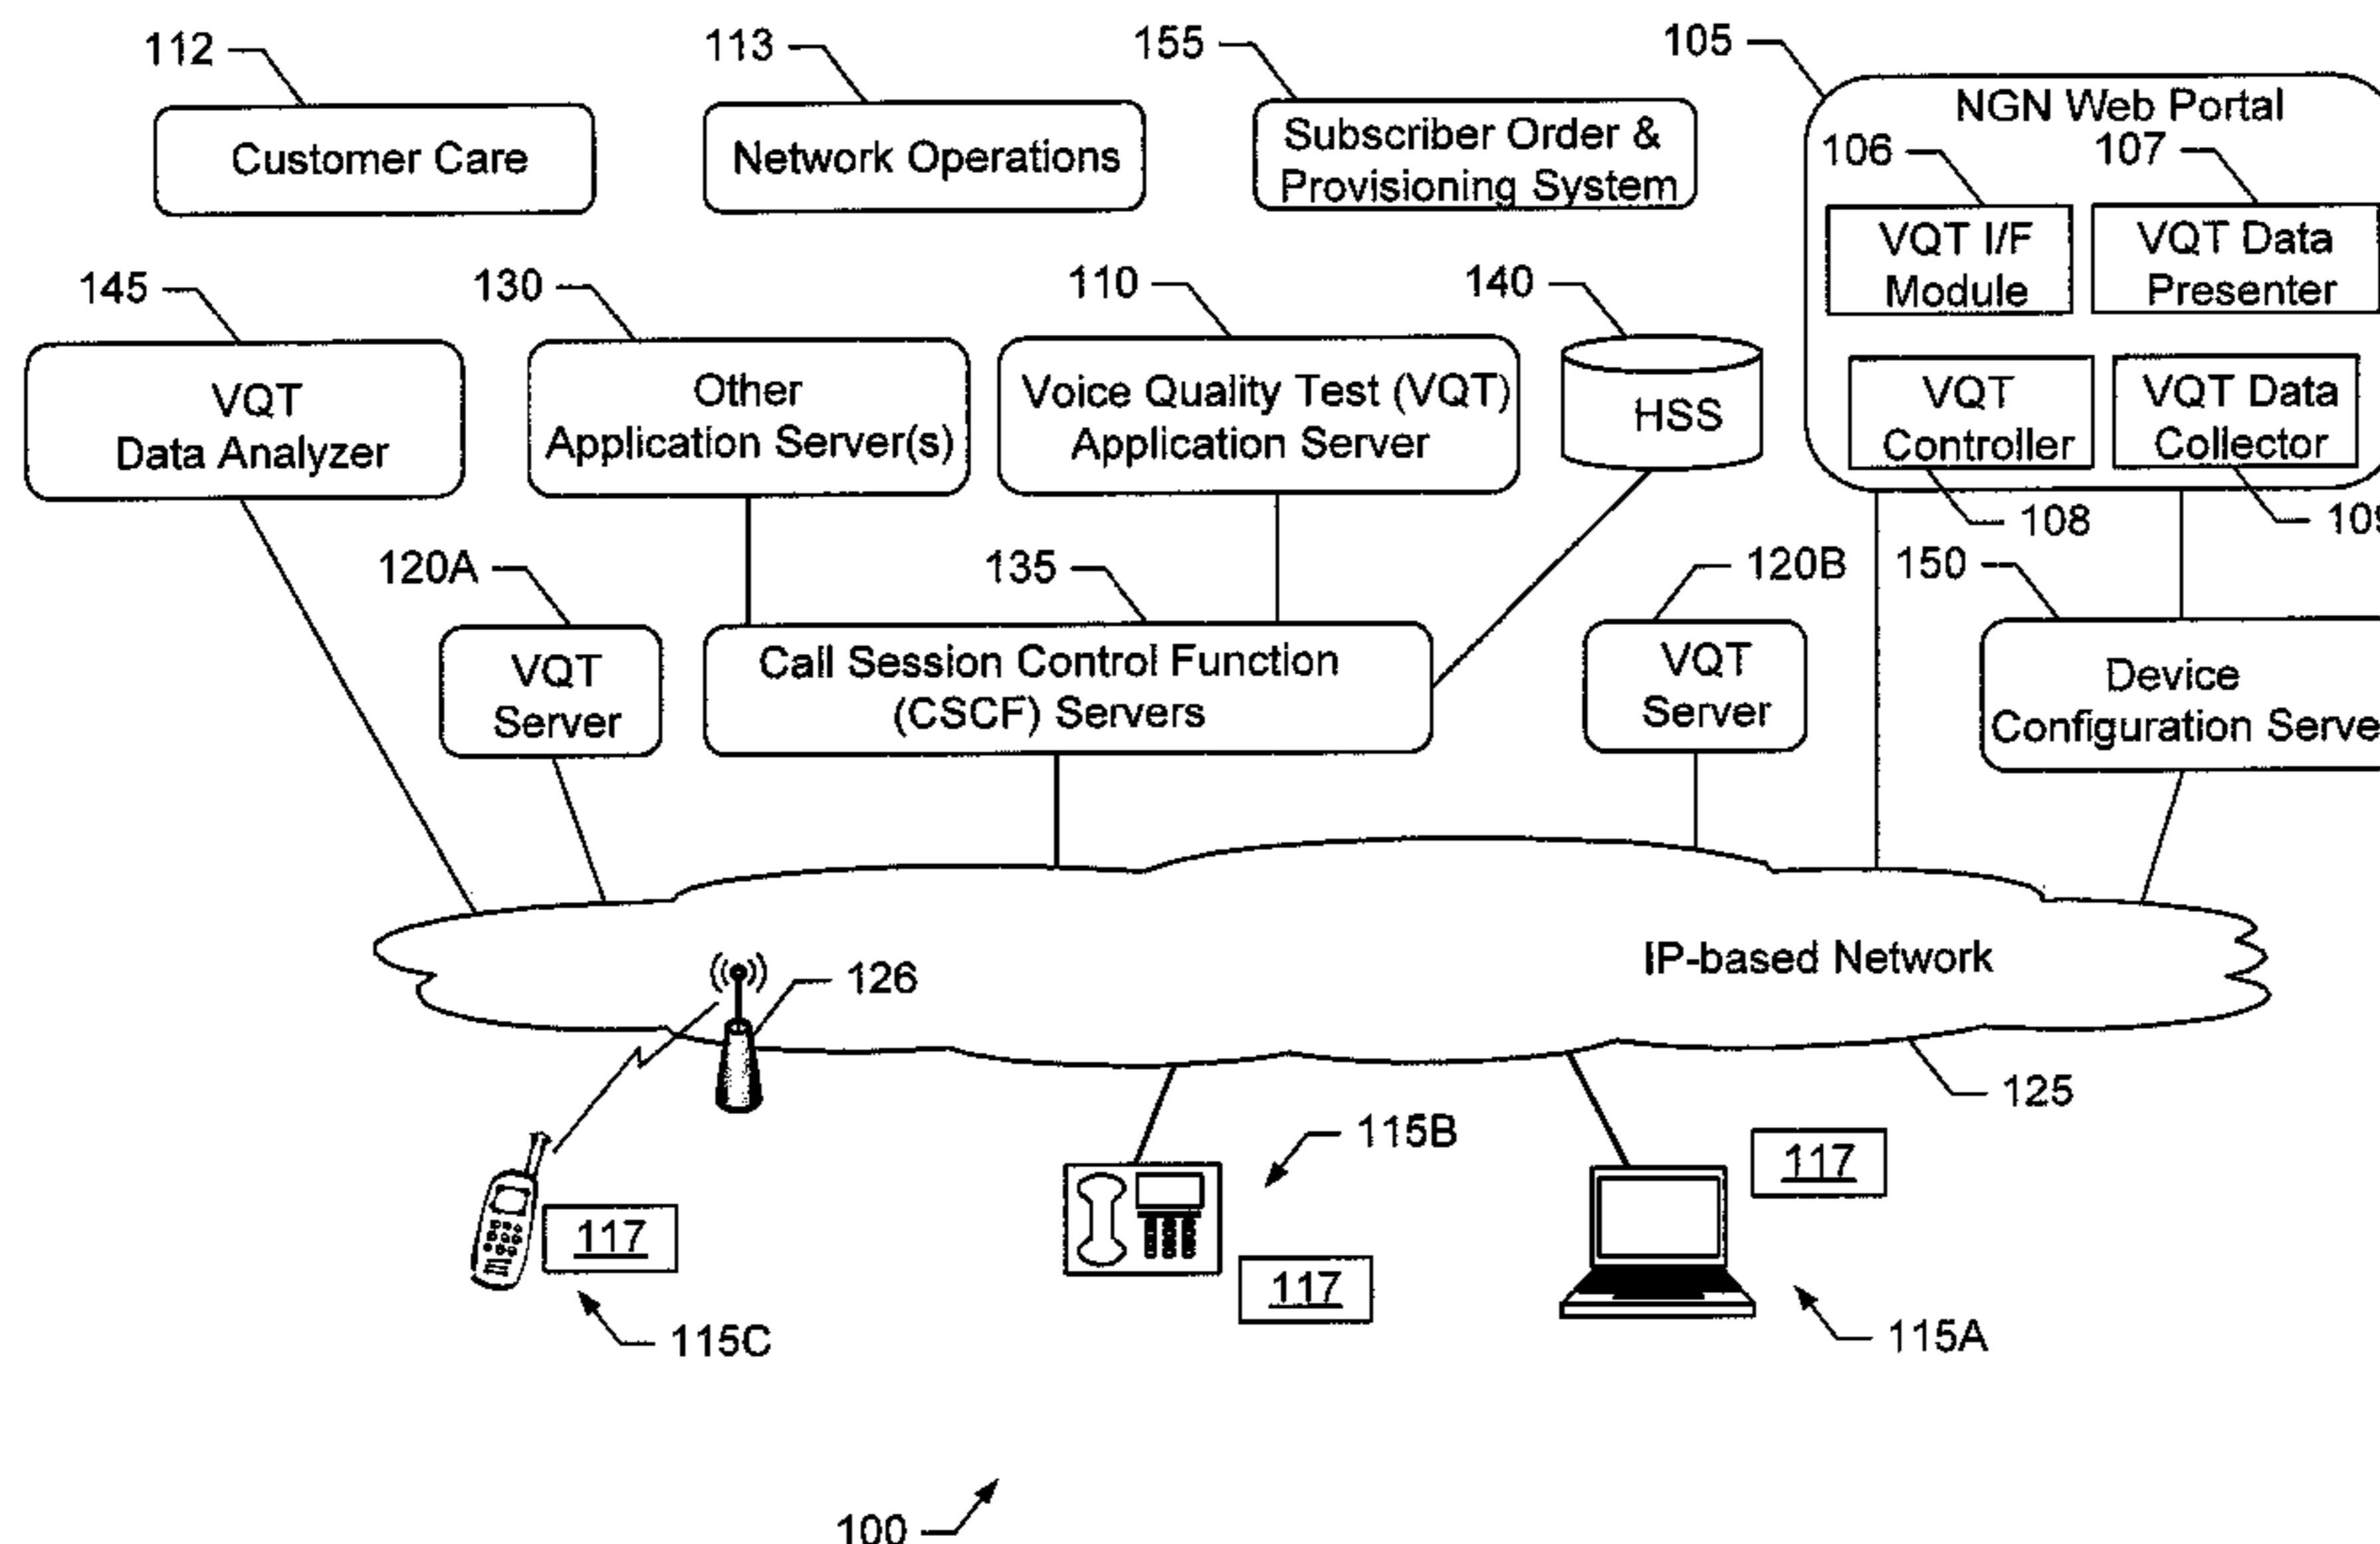 112
113
155
105
Customer Care
Network Operations
Subscriber Order &
Provisioning System
NGN Web Portal
106
107
VQT I/F
Module
VQT Data
Presenter
145
130
110
140
VQT
Data Analyzer
Other
Application Server(s)
Voice Quality Test (VQT)
Application Server
HSS
VQT
Controller
VQT Data
Collector
108
120A
135
120B
150
VQT
Server
Call Session Control Function
(CSCF) Servers
VQT
Server
Device
Configuration Serve
IP-based Network
126
125
115B
117
117
117
115C
115A
100